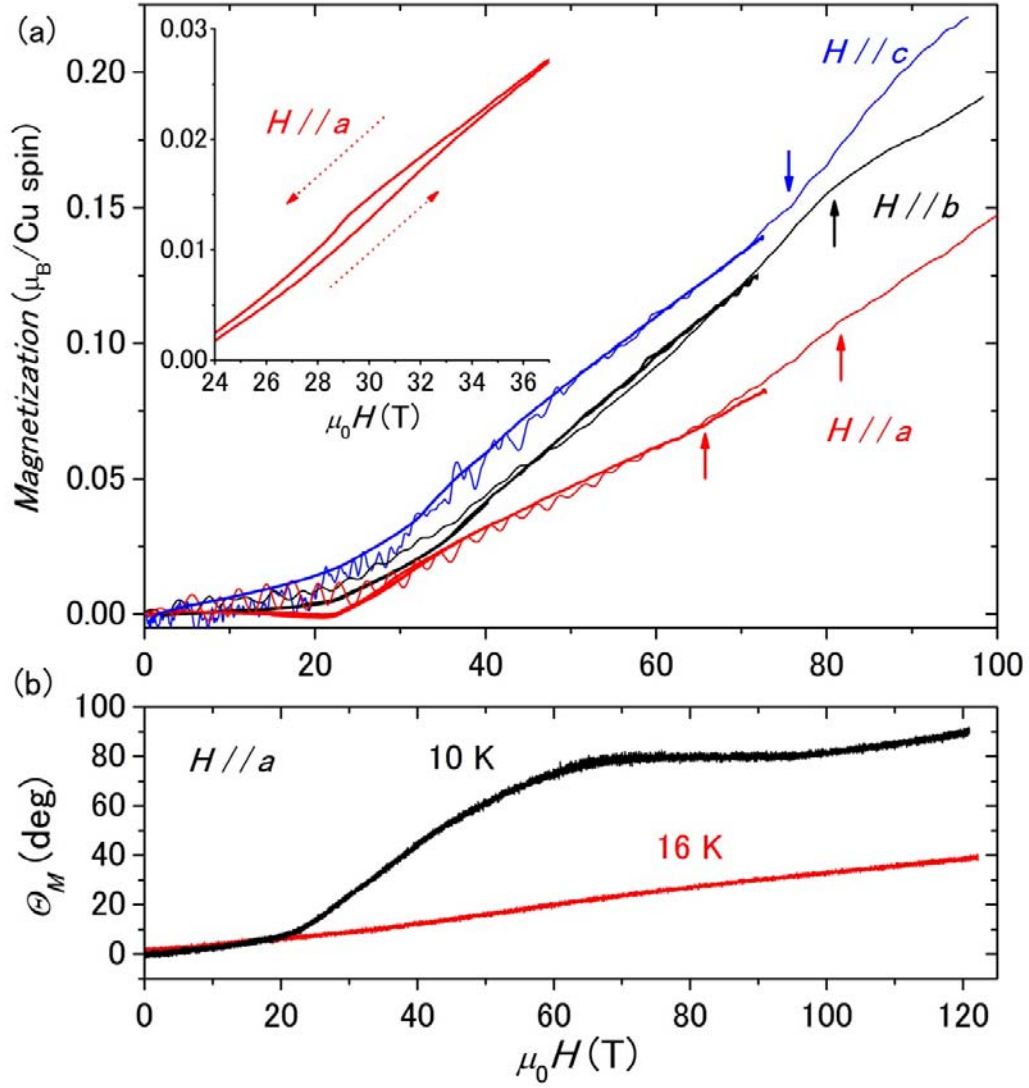 (a)
0.03
0.02
0.01
0.00
24 26 28 30 32 34 36
μ₀H (T)
H//a
H//c
H//b
H//a
0.20
0.15
0.10
0.05
0.00
Magnetization (μ_B/Cu spin)
0 20 40 60 80 100
(b)
100
80
60
40
20
0
Θ_M (deg)
H//a
10 K
16 K
0 20 40 60 80 100 120
μ₀H (T)